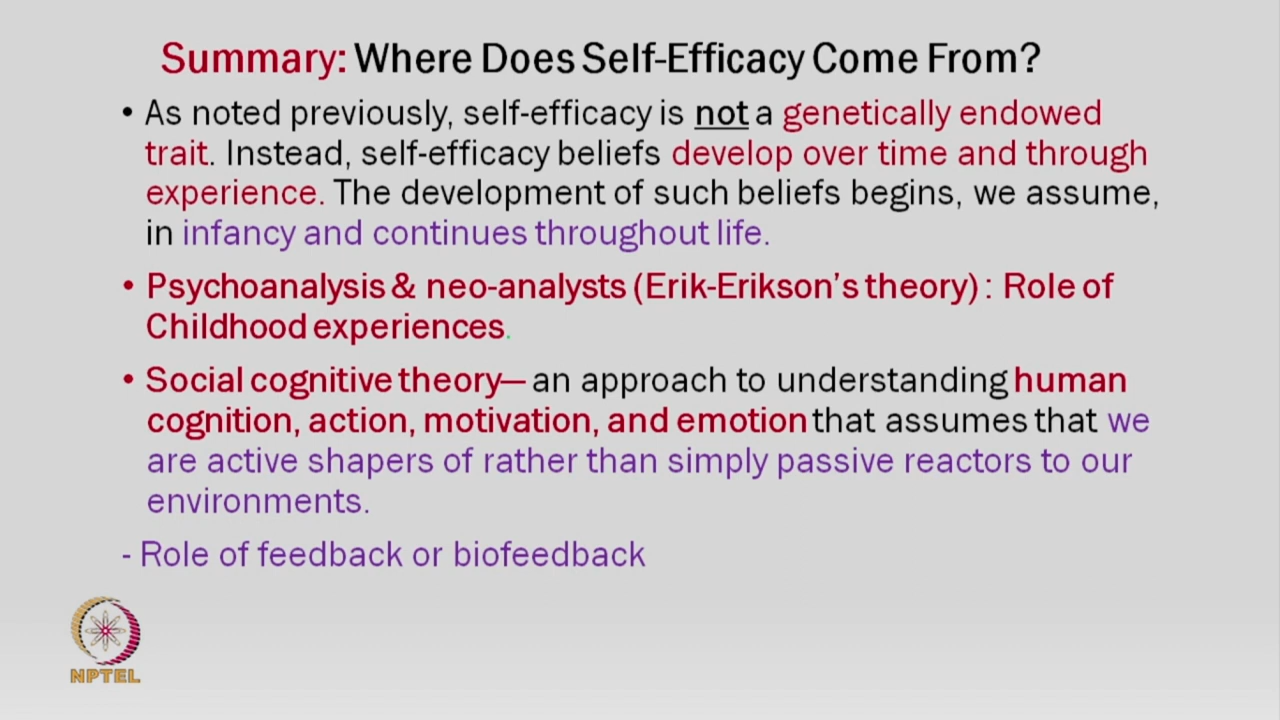 Summary: Where Does Self-Efficacy Come From?
• As noted previously, self-efficacy is not a genetically endowed
trait. Instead, self-efficacy beliefs develop over time and through
experience. The development of such beliefs begins, we assume,
in infancy and continues throughout life.
• Psychoanalysis & neo-analysts (Erik-Erikson's theory) : Role of
Childhood experiences.
• Social cognitive theory— an approach to understanding human
cognition, action, motivation, and emotion that assumes that we
are active shapers of rather than simply passive reactors to our
environments.
- Role of feedback or biofeedback
NPTEL